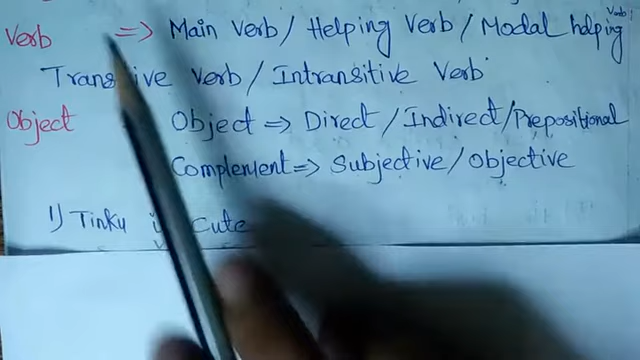 Verb => Main Verb / Helping Verb / Modal helping Verb
Transitive Verb / Intransitive Verb
Object Object => Direct / Indirect / Prepositional
Complement => Subjective / Objective
1) Tinku is Cute